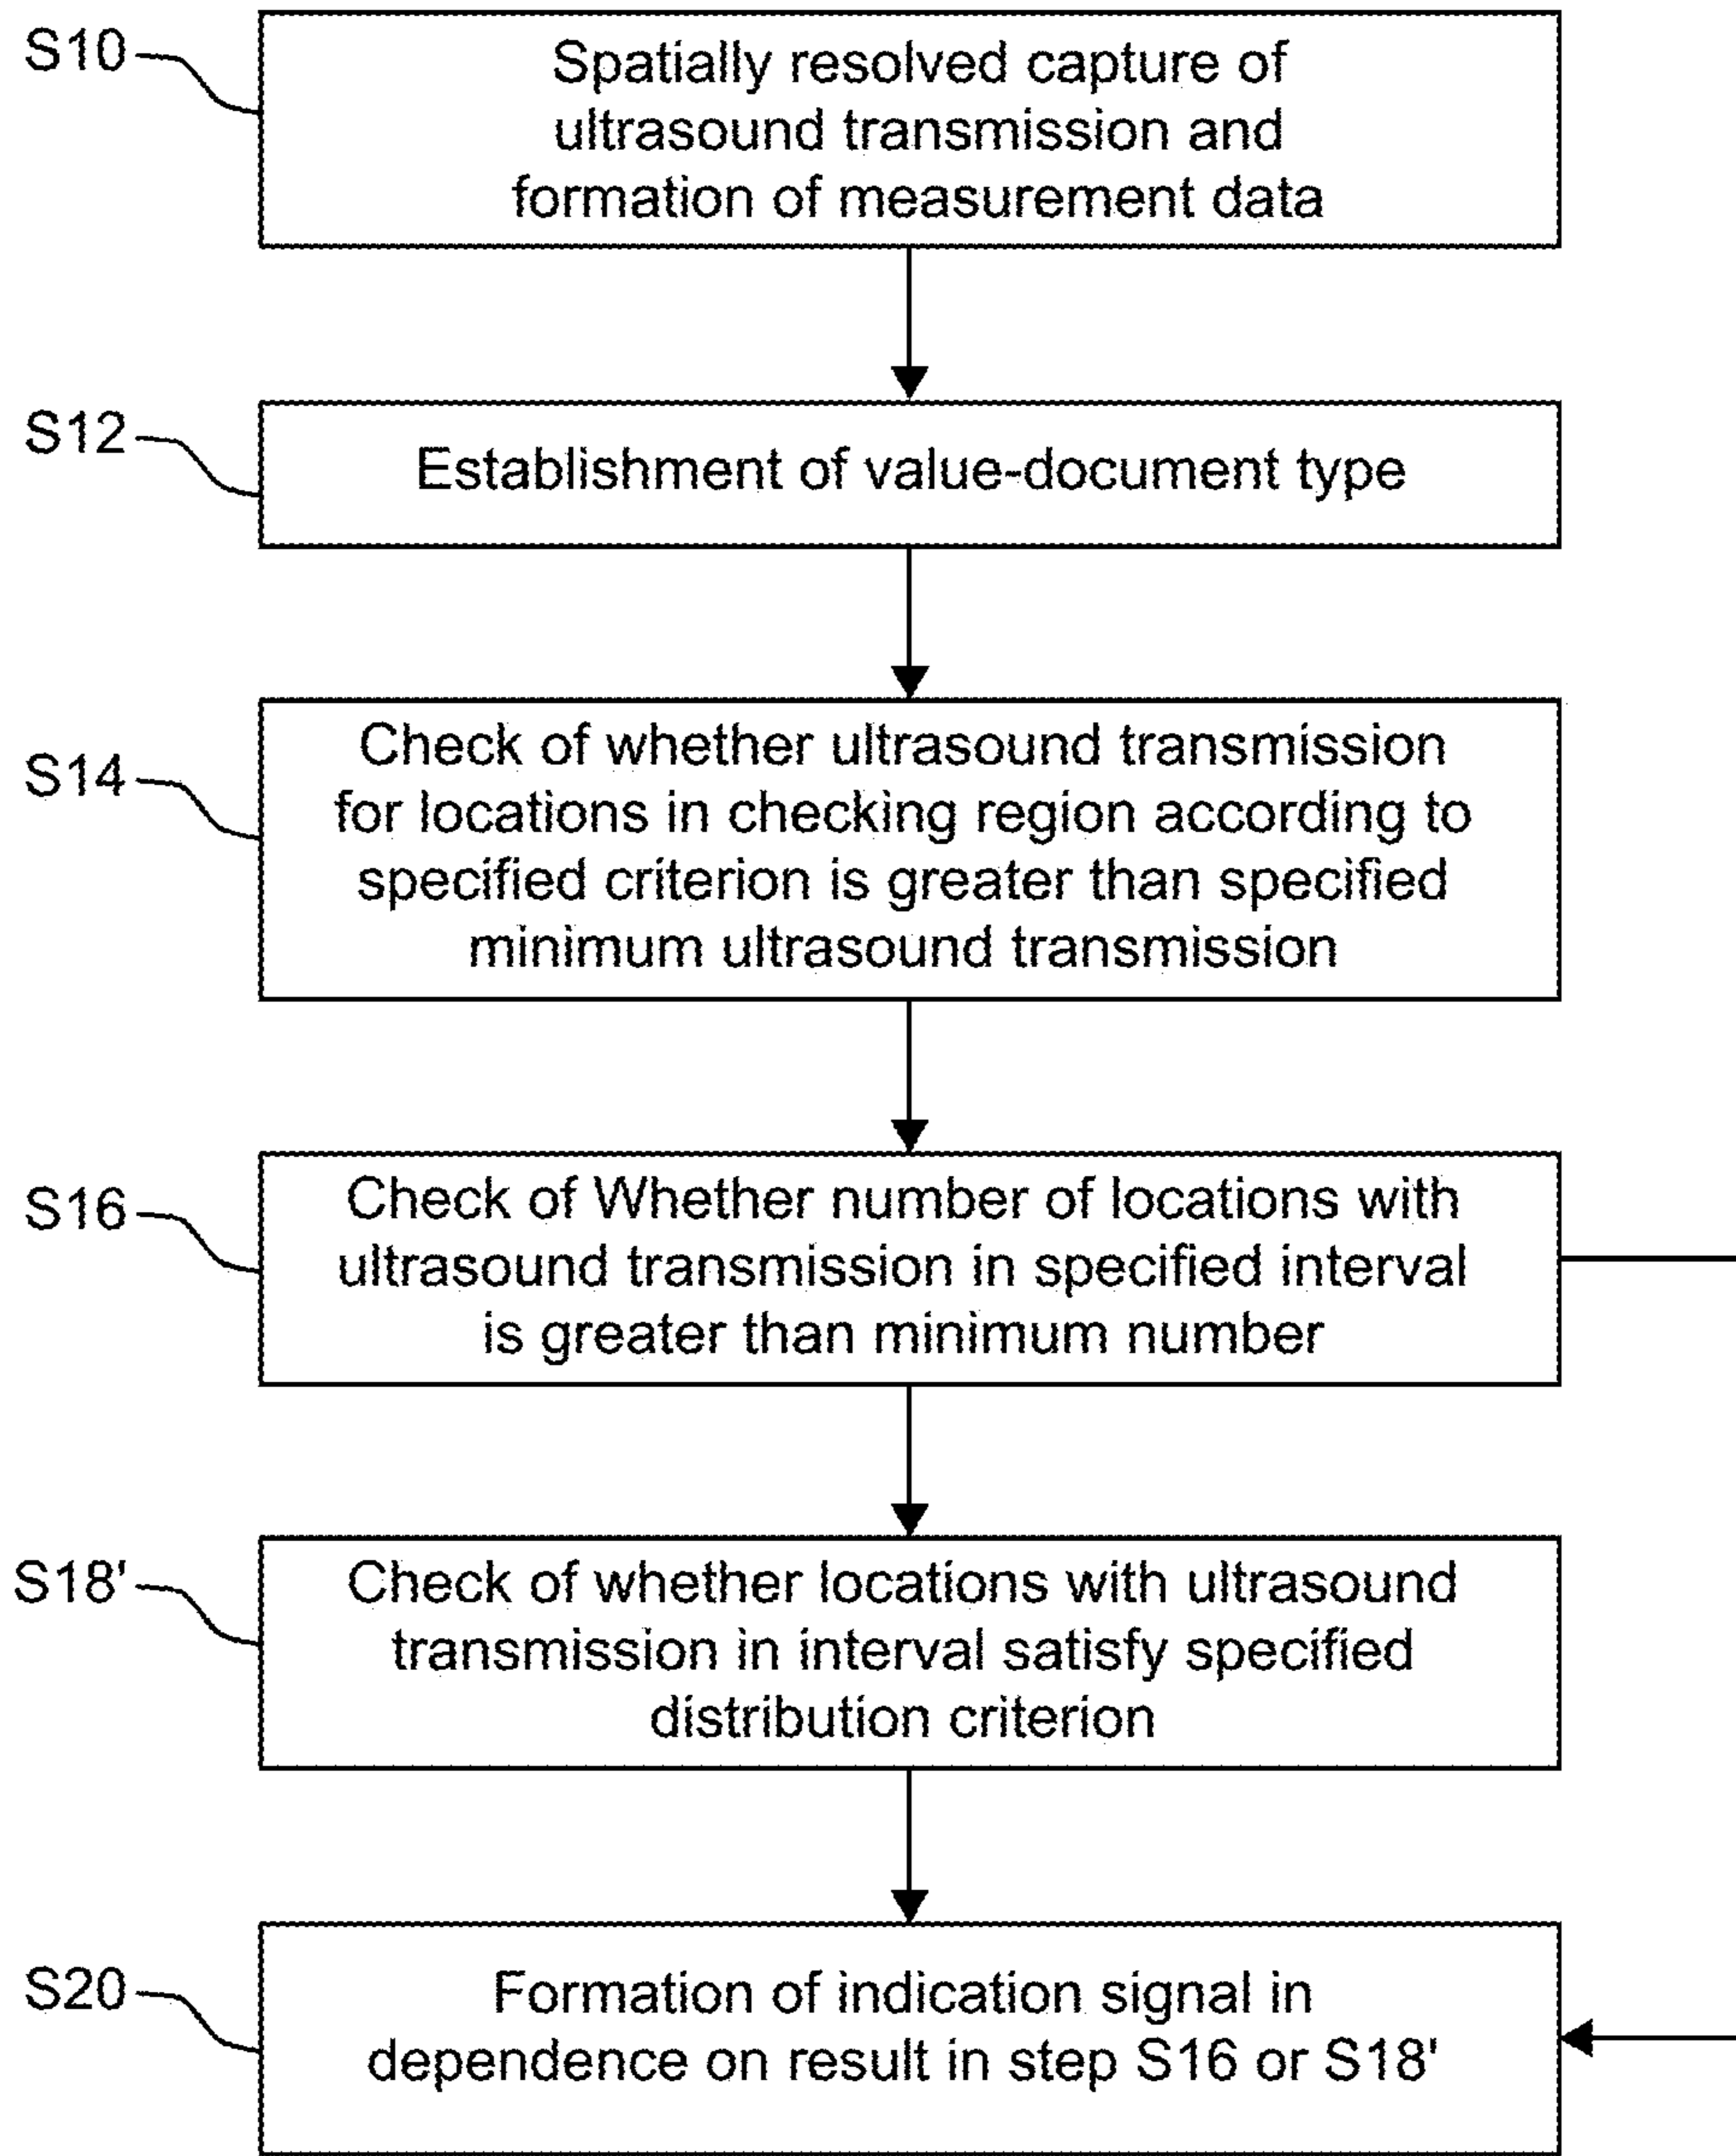 S10
Spatially resolved capture of
ultrasound transmission and
formation of measurement data
S12
Establishment of value-document type
S14
Check of whether ultrasound transmission
for locations in checking region according to
specified criterion is greater than specified
minimum ultrasound transmission
S16
Check of Whether number of locations with
ultrasound transmission in specified interval
is greater than minimum number
S18'
Check of whether locations with ultrasound
transmission in interval satisfy specified
distribution criterion
S20
Formation of indication signal in
dependence on result in step S16 or S18'